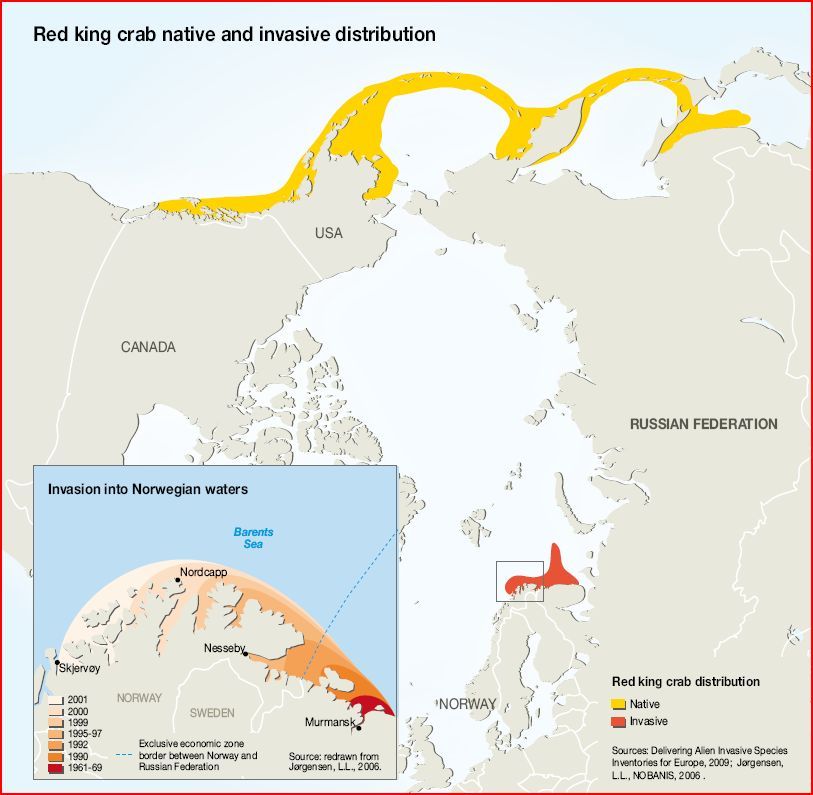 Red king crab native and invasive distribution
USA
CANADA
RUSSIAN FEDERATION
NORWAY
Invasion into Norwegian waters
Barents
Sea
Nordcapp
Nesseby
Skjervøy
Murmansk
NORWAY
SWEDEN
2001
2000
1999
1995-97
1992
1990
1961-69
Exclusive economic zone
border between Norway and
Russian Federation
Source: redrawn from
Jørgensen, L.L., 2006.
Red king crab distribution
Native
Invasive
Sources: Delivering Alien Invasive Species
Inventories for Europe, 2009; Jørgensen,
L.L., NOBANIS, 2006 .